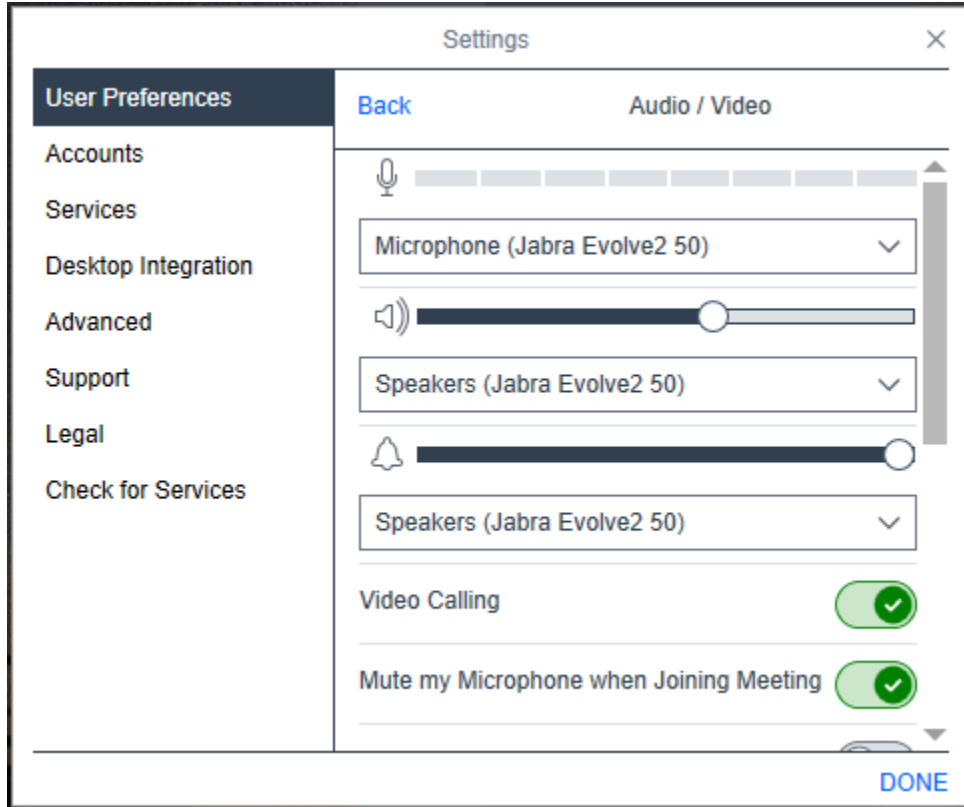 Settings
User Preferences
Accounts
Services
Desktop Integration
Advanced
Support
Legal
Check for Services
Back
Audio / Video
Microphone (Jabra Evolve2 50)
Speakers (Jabra Evolve2 50)
Speakers (Jabra Evolve2 50)
Video Calling
Mute my Microphone when Joining Meeting
DONE